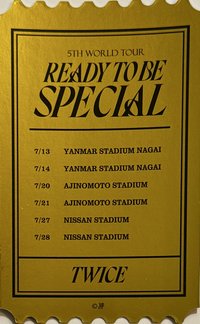 5TH WORLD TOUR
READY TO BE
SPECIAL
7/13 YANMAR STADIUM NAGAI
7/14 YANMAR STADIUM NAGAI
7/20 AJINOMOTO STADIUM
7/21 AJINOMOTO STADIUM
7/27 NISSAN STADIUM
7/28 NISSAN STADIUM
TWICE